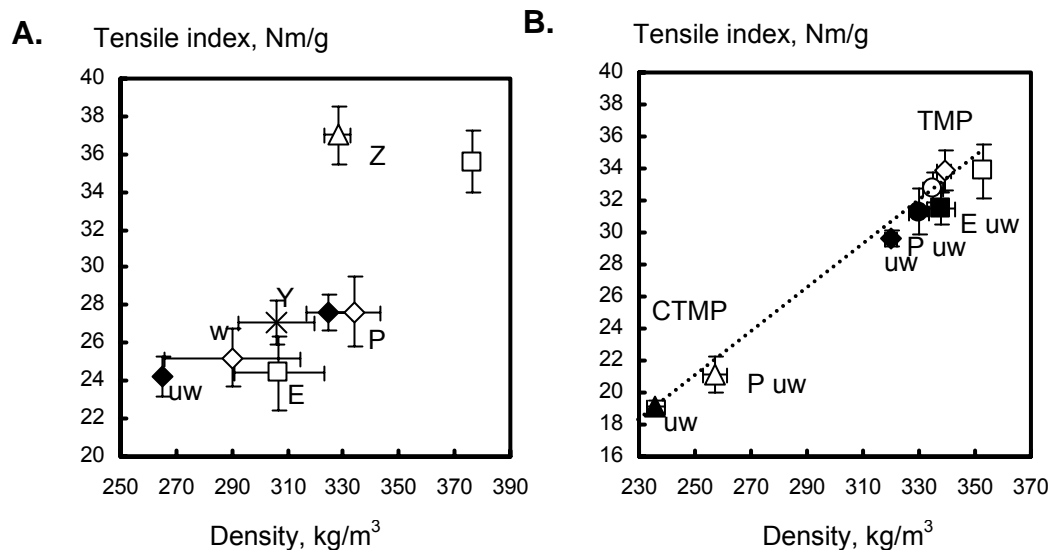 A.
Tensile index, Nm/g
40
38
36
34
32
30
28
26
24
22
20
250 270 290 310 330 350 370 390
Density, kg/m³
Z
Y
P
w
E
uw
B.
Tensile index, Nm/g
40
38
36
34
32
30
28
26
24
22
20
18
16
230 250 270 290 310 330 350 370
Density, kg/m³
TMP
E uw
P uw
uw
CTMP
P uw
uw